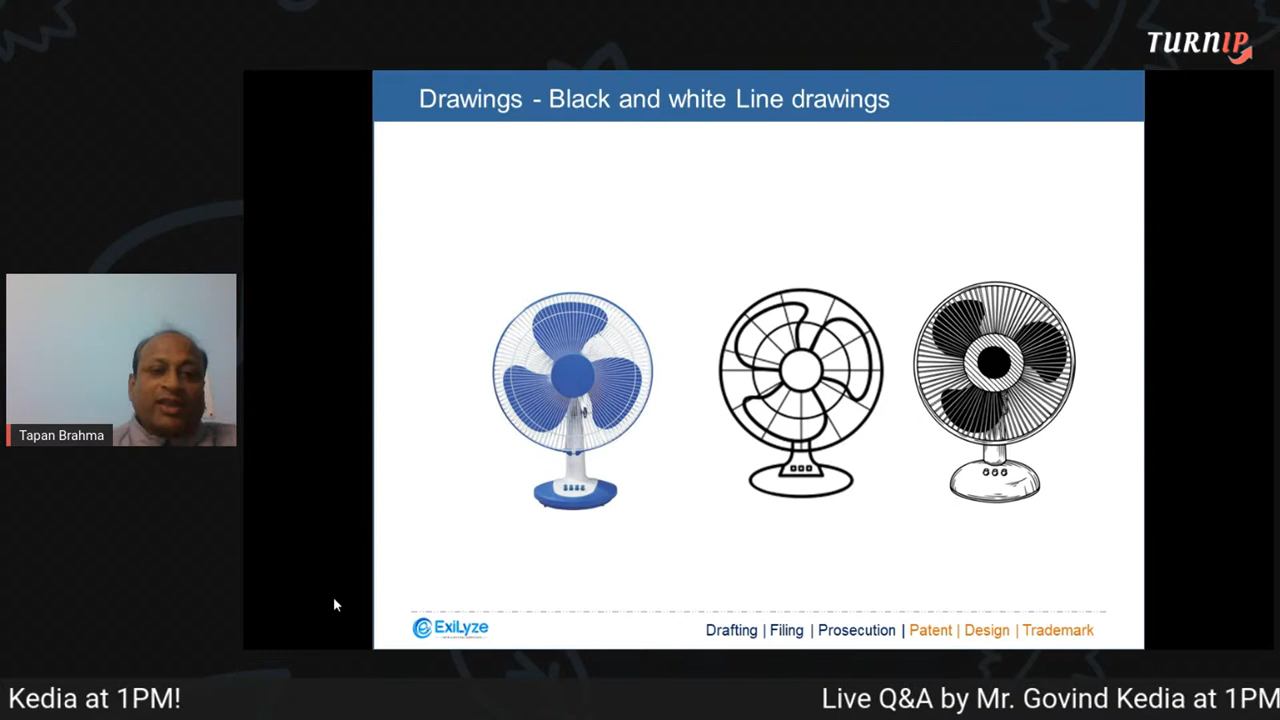 TURNIP
Drawings - Black and white Line drawings
Tapan Brahma
ExiLyze
Drafting | Filing | Prosecution | Patent | Design | Trademark
Kedia at 1PM!
Live Q&A by Mr. Govind Kedia at 1PM